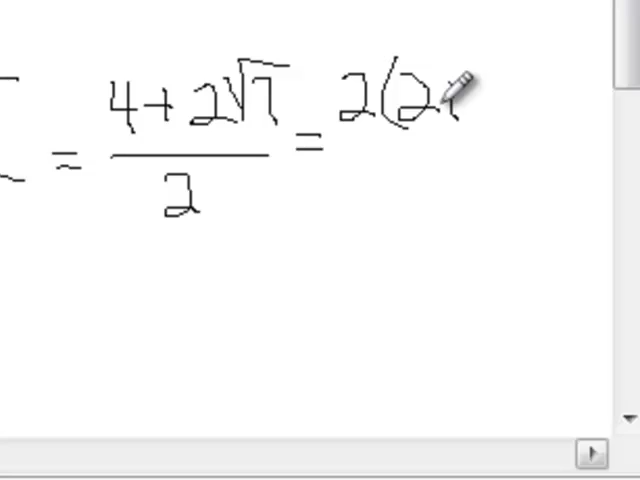 = (4 + 2√7)/2 = 2(2